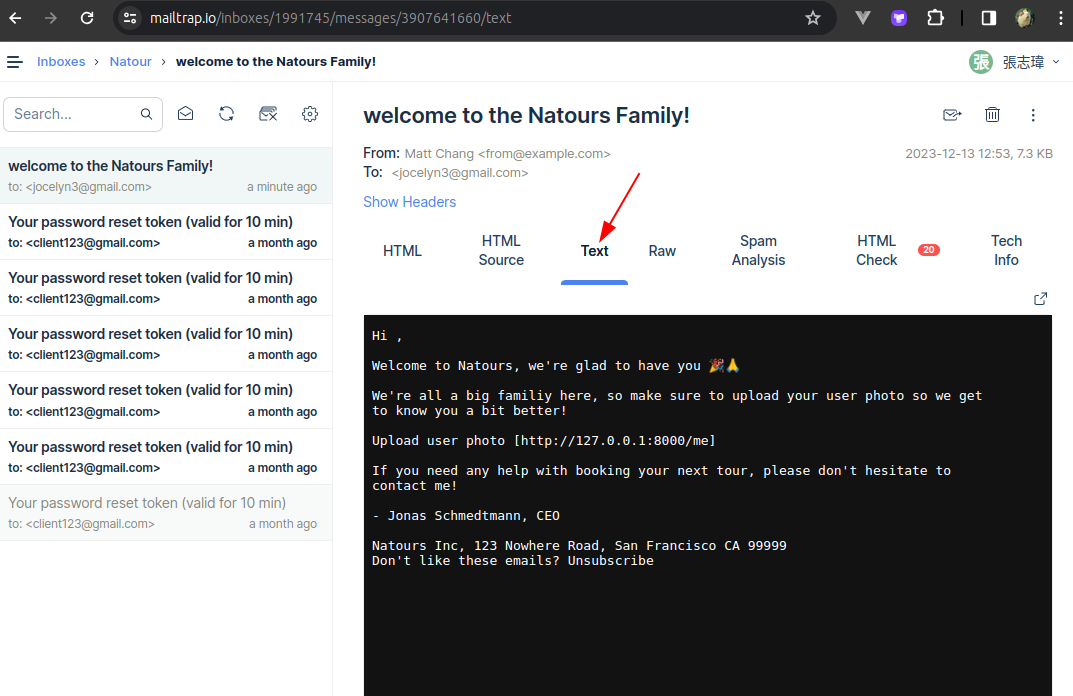 mailtrap.io/inboxes/1991745/messages/3907641660/text
Inboxes › Natour › welcome to the Natours Family!
張 張志瑋
Search...
welcome to the Natours Family!
to: <jocelyn3@gmail.com> a minute ago
Your password reset token (valid for 10 min)
to: <client123@gmail.com> a month ago
Your password reset token (valid for 10 min)
to: <client123@gmail.com> a month ago
Your password reset token (valid for 10 min)
to: <client123@gmail.com> a month ago
Your password reset token (valid for 10 min)
to: <client123@gmail.com> a month ago
Your password reset token (valid for 10 min)
to: <client123@gmail.com> a month ago
Your password reset token (valid for 10 min)
to: <client123@gmail.com> a month ago
welcome to the Natours Family!
From: Matt Chang <from@example.com> 2023-12-13 12:53, 7.3 KB
To: <jocelyn3@gmail.com>
Show Headers
HTML
HTML Source
Text
Raw
Spam Analysis
HTML Check 20
Tech Info
Hi ,
Welcome to Natours, we're glad to have you 🎉🙏
We're all a big familiy here, so make sure to upload your user photo so we get
to know you a bit better!
Upload user photo [http://127.0.0.1:8000/me]
If you need any help with booking your next tour, please don't hesitate to
contact me!
- Jonas Schmedtmann, CEO
Natours Inc, 123 Nowhere Road, San Francisco CA 99999
Don't like these emails? Unsubscribe